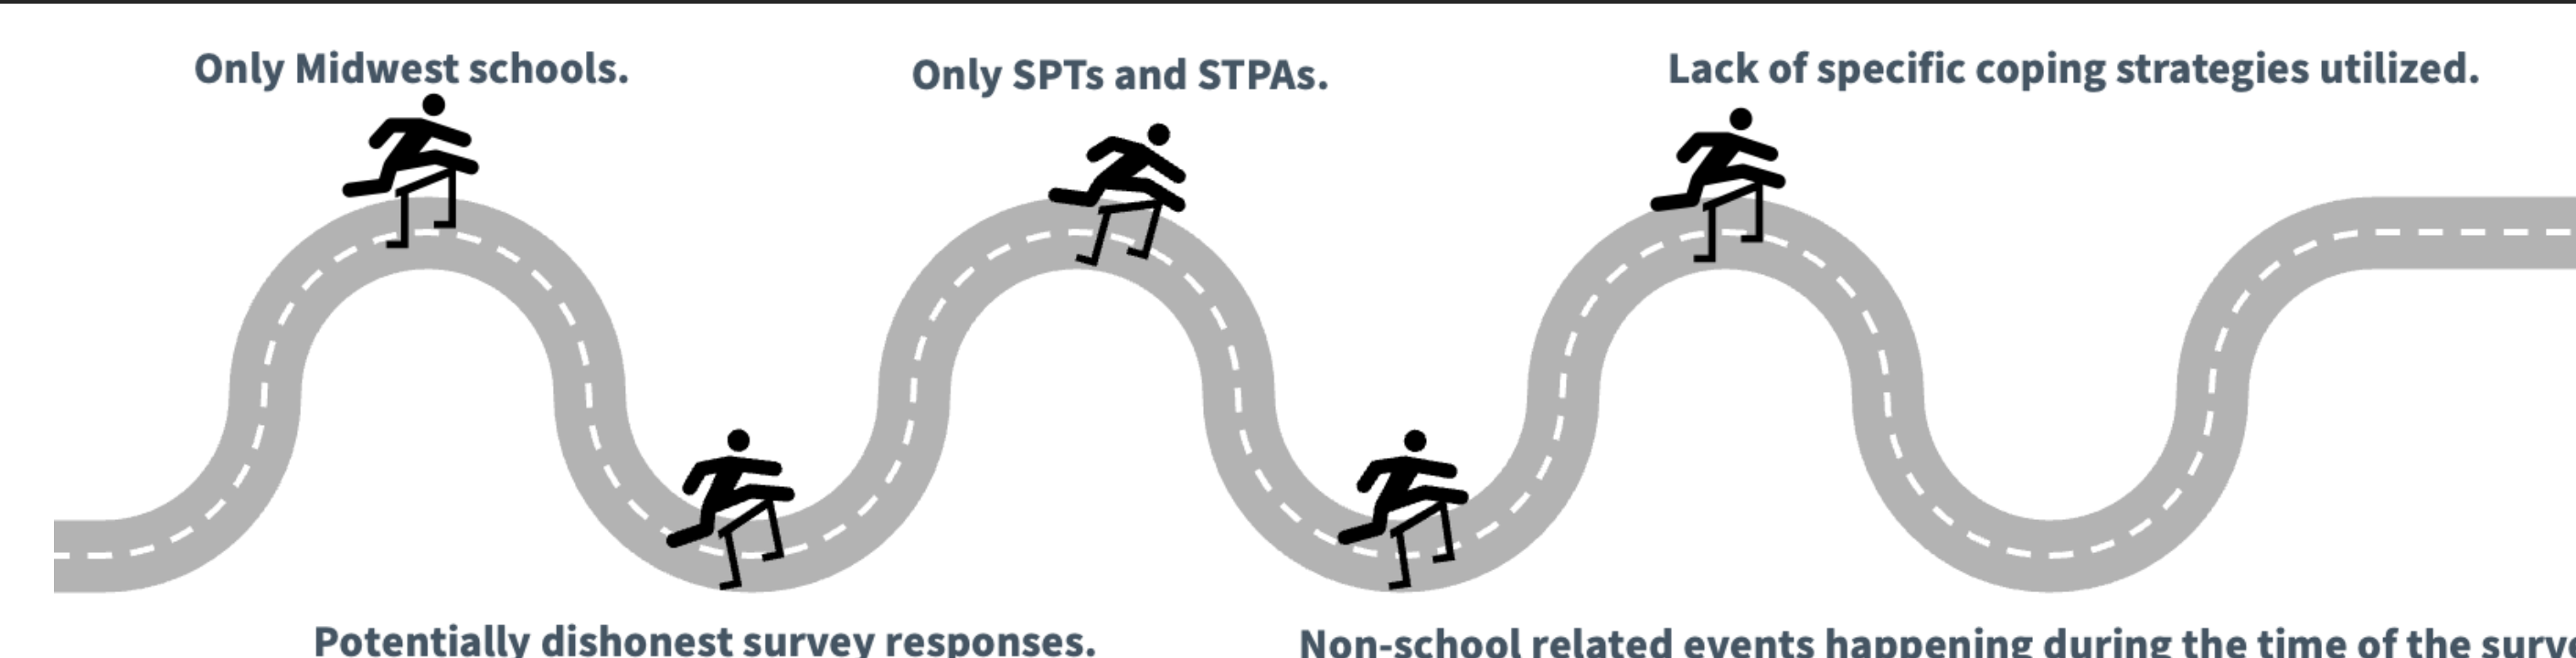 Only Midwest schools.
Only SPTs and STPAs.
Lack of specific coping strategies utilized.
Potentially dishonest survey responses.
Non-school related events happening during the time of the